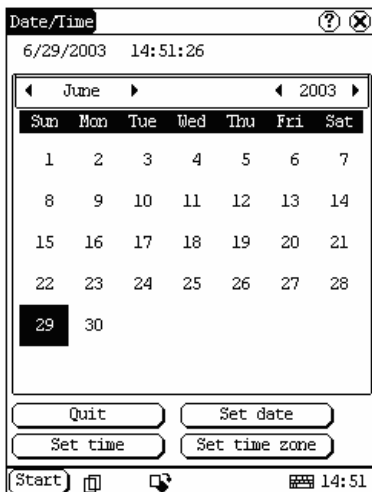 Date/Time ?
6/29/2003 14:51:26
June 2003
Sun Mon Tue Wed Thu Fri Sat
1 2 3 4 5 6 7
8 9 10 11 12 13 14
15 16 17 18 19 20 21
22 23 24 25 26 27 28
29 30
Quit Set date
Set time Set time zone
Start 14:51